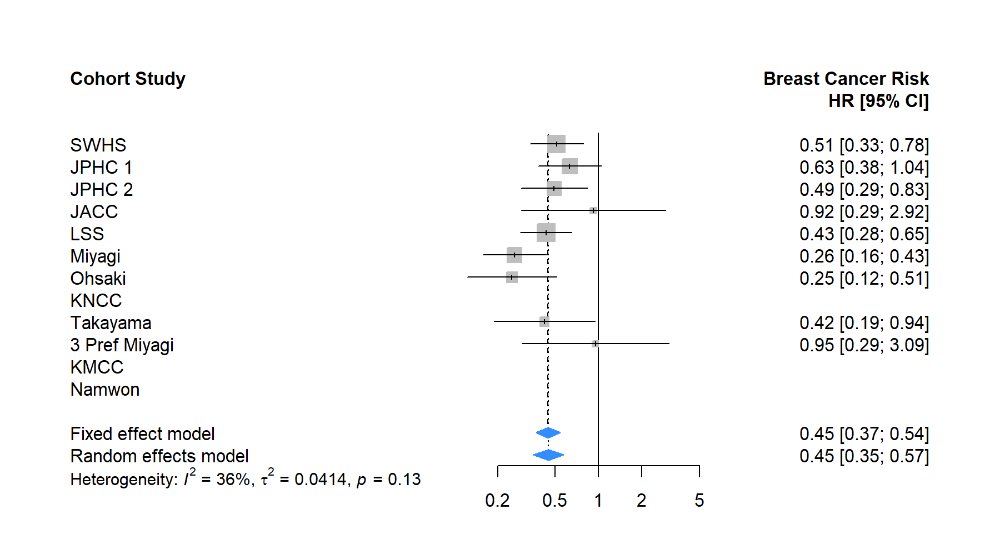 Cohort Study Breast Cancer Risk
HR [95% CI]
SWHS 0.51 [0.33; 0.78]
JPHC 1 0.63 [0.38; 1.04]
JPHC 2 0.49 [0.29; 0.83]
JACC 0.92 [0.29; 2.92]
LSS 0.43 [0.28; 0.65]
Miyagi 0.26 [0.16; 0.43]
Ohsaki 0.25 [0.12; 0.51]
KNCC
Takayama 0.42 [0.19; 0.94]
3 Pref Miyagi 0.95 [0.29; 3.09]
KMCC
Namwon
Fixed effect model 0.45 [0.37; 0.54]
Random effects model 0.45 [0.35; 0.57]
Heterogeneity: I² = 36%, τ² = 0.0414, p = 0.13
0.2 0.5 1 2 5